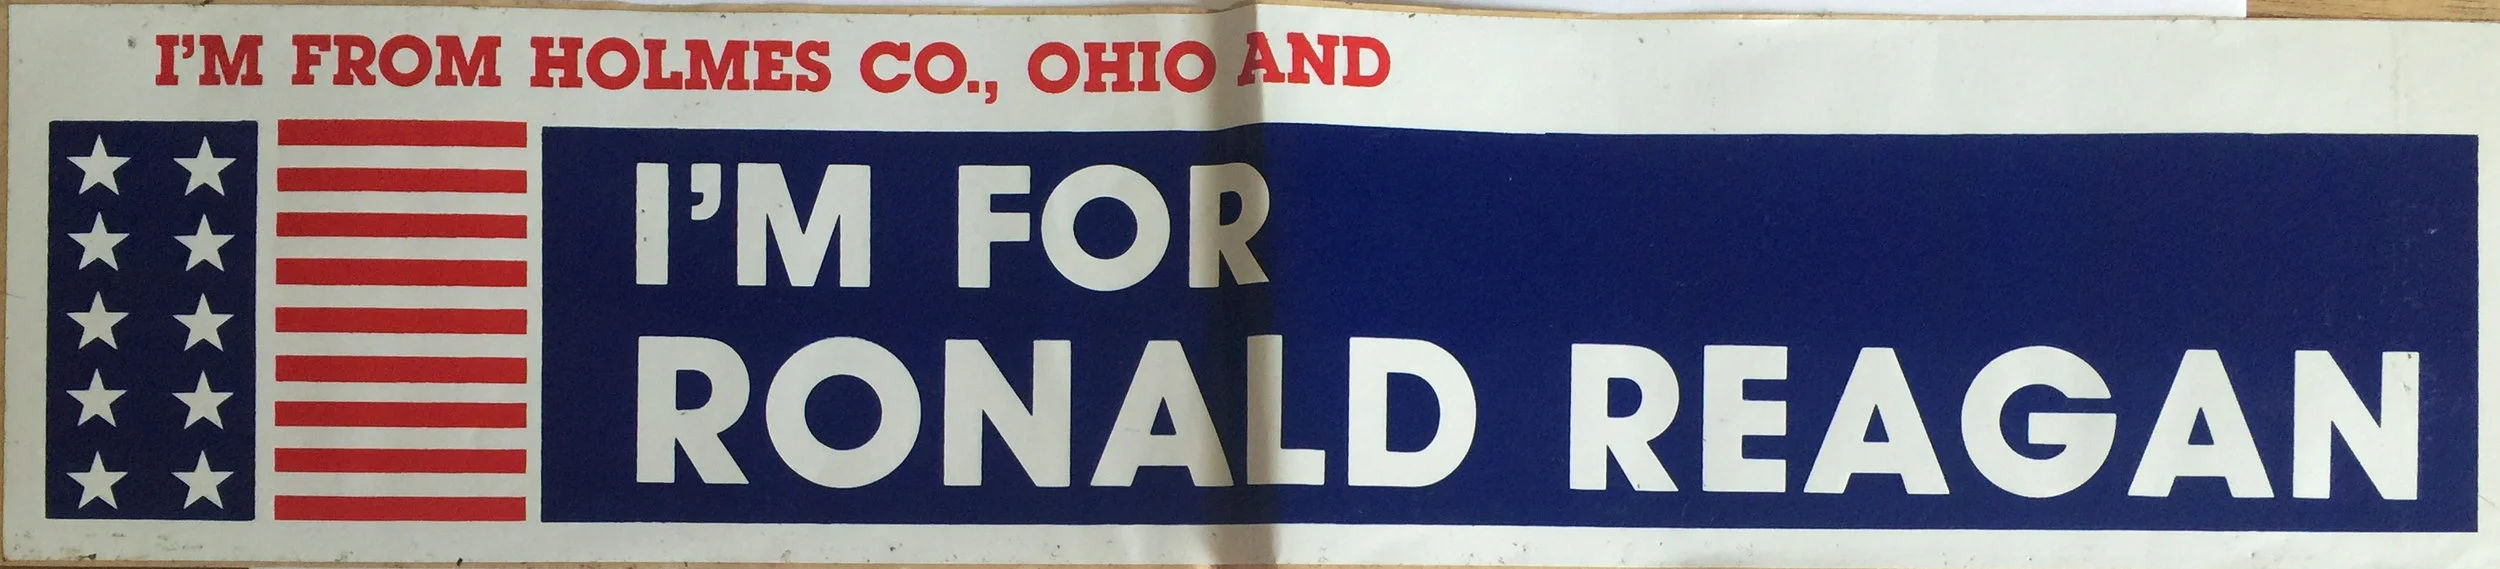 I'M FROM HOLMES CO., OHIO AND
I'M FOR
RONALD REAGAN